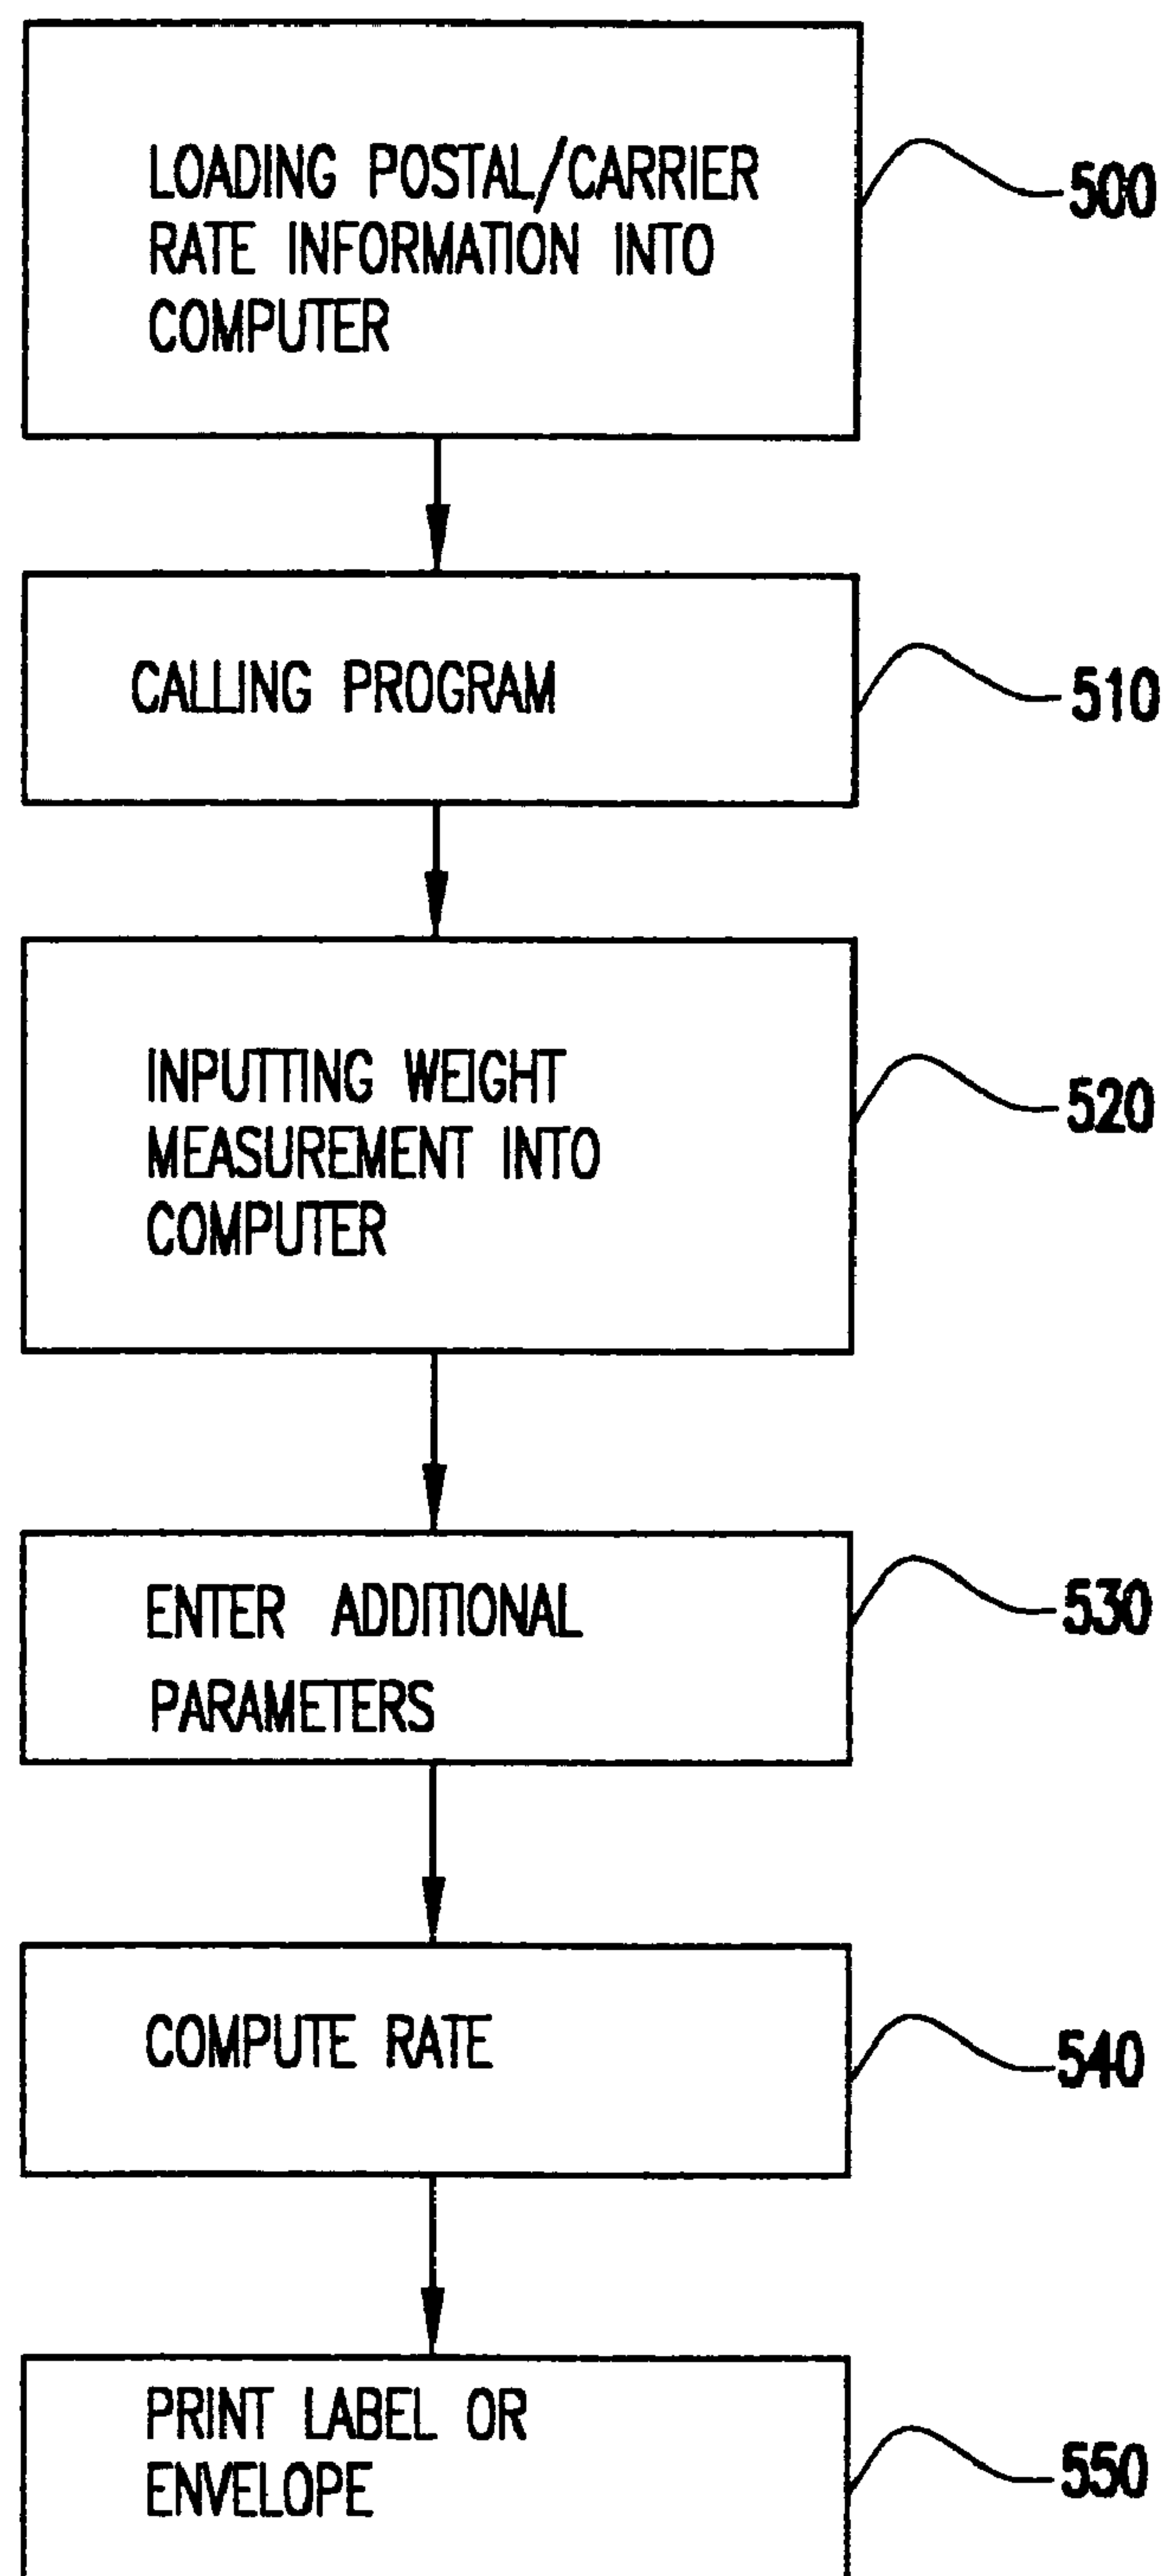 LOADING POSTAL/CARRIER
RATE INFORMATION INTO
COMPUTER
500
CALLING PROGRAM
510
INPUTTING WEIGHT
MEASUREMENT INTO
COMPUTER
520
ENTER ADDITIONAL
PARAMETERS
530
COMPUTE RATE
540
PRINT LABEL OR
ENVELOPE
550